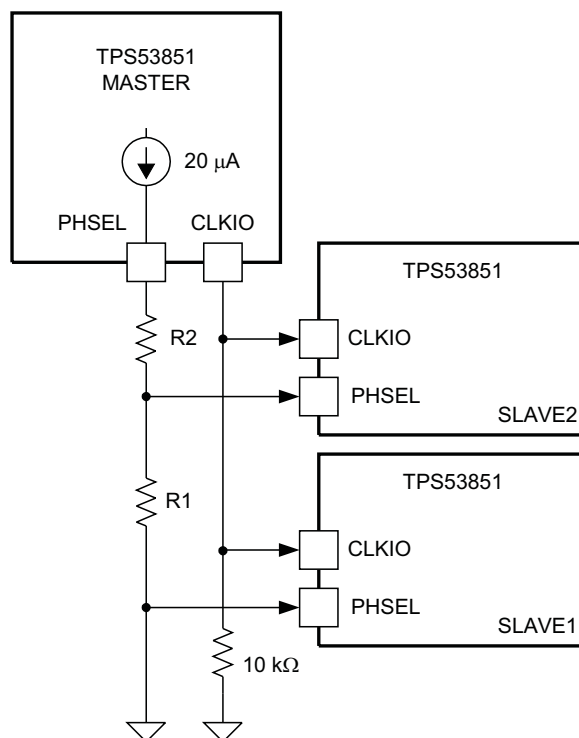 TPS53851
MASTER
20 μA
PHSEL
CLKIO
R2
TPS53851
CLKIO
PHSEL
SLAVE2
R1
TPS53851
CLKIO
PHSEL
SLAVE1
10 kΩ